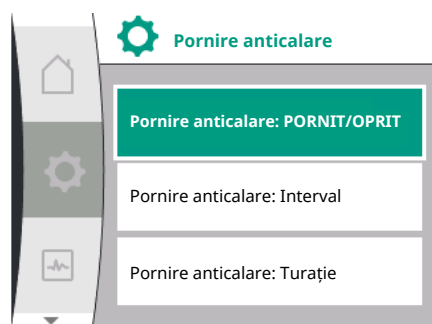 Pornire anticalare
Pornire anticalare: PORNIT/OPRIT
Pornire anticalare: Interval
Pornire anticalare: Turație